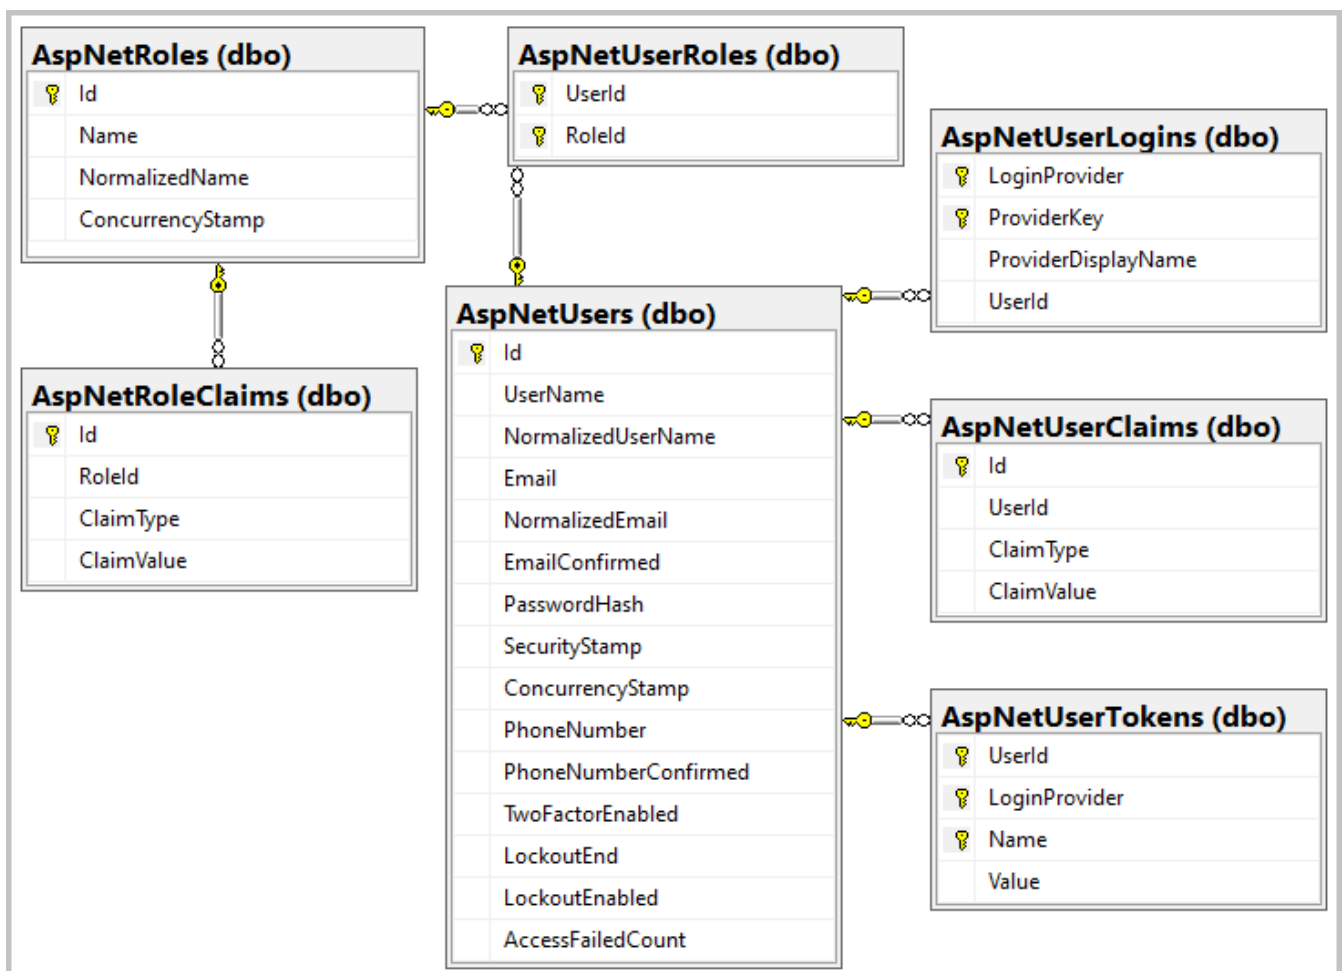 AspNetRoles (dbo)
Id
Name
NormalizedName
ConcurrencyStamp
AspNetUserRoles (dbo)
UserId
RoleId
AspNetUserLogins (dbo)
LoginProvider
ProviderKey
ProviderDisplayName
UserId
AspNetUsers (dbo)
Id
UserName
NormalizedUserName
Email
NormalizedEmail
EmailConfirmed
PasswordHash
SecurityStamp
ConcurrencyStamp
PhoneNumber
PhoneNumberConfirmed
TwoFactorEnabled
LockoutEnd
LockoutEnabled
AccessFailedCount
AspNetRoleClaims (dbo)
Id
RoleId
ClaimType
ClaimValue
AspNetUserClaims (dbo)
Id
UserId
ClaimType
ClaimValue
AspNetUserTokens (dbo)
UserId
LoginProvider
Name
Value